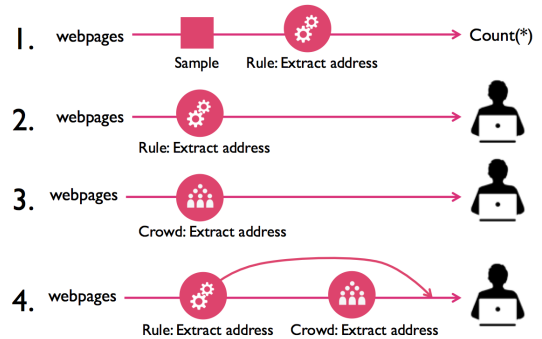 1. webpages Count(*)
Sample Rule: Extract address
2. webpages
Rule: Extract address
3. webpages
Crowd: Extract address
4. webpages
Rule: Extract address Crowd: Extract address